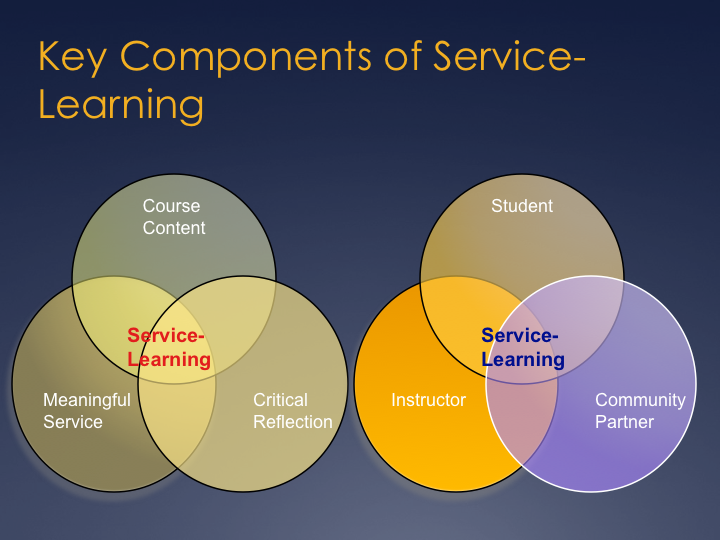 Key Components of Service-
Learning
Course
Content
Service-
Learning
Meaningful
Service
Critical
Reflection
Student
Service-
Learning
Instructor
Community
Partner